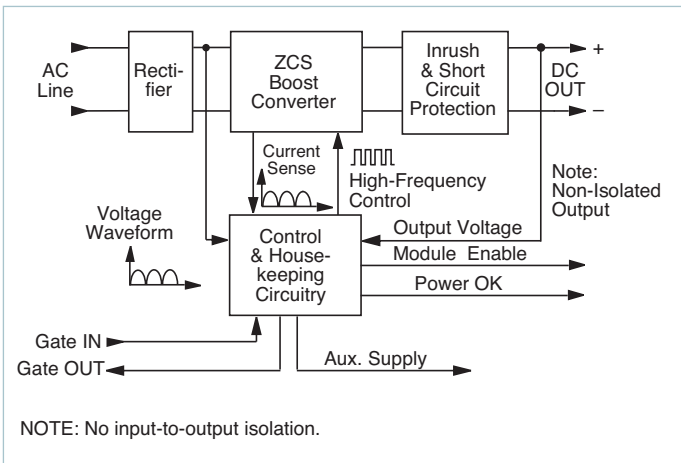 AC
Line
Recti-
fier
ZCS
Boost
Converter
Inrush
& Short
Circuit
Protection
+
DC
OUT
–
Current
Sense
High-Frequency
Control
Note:
Non-Isolated
Output
Voltage
Waveform
Control
& House-
keeping
Circuitry
Output Voltage
Module Enable
Power OK
Gate IN
Gate OUT
Aux. Supply
NOTE: No input-to-output isolation.